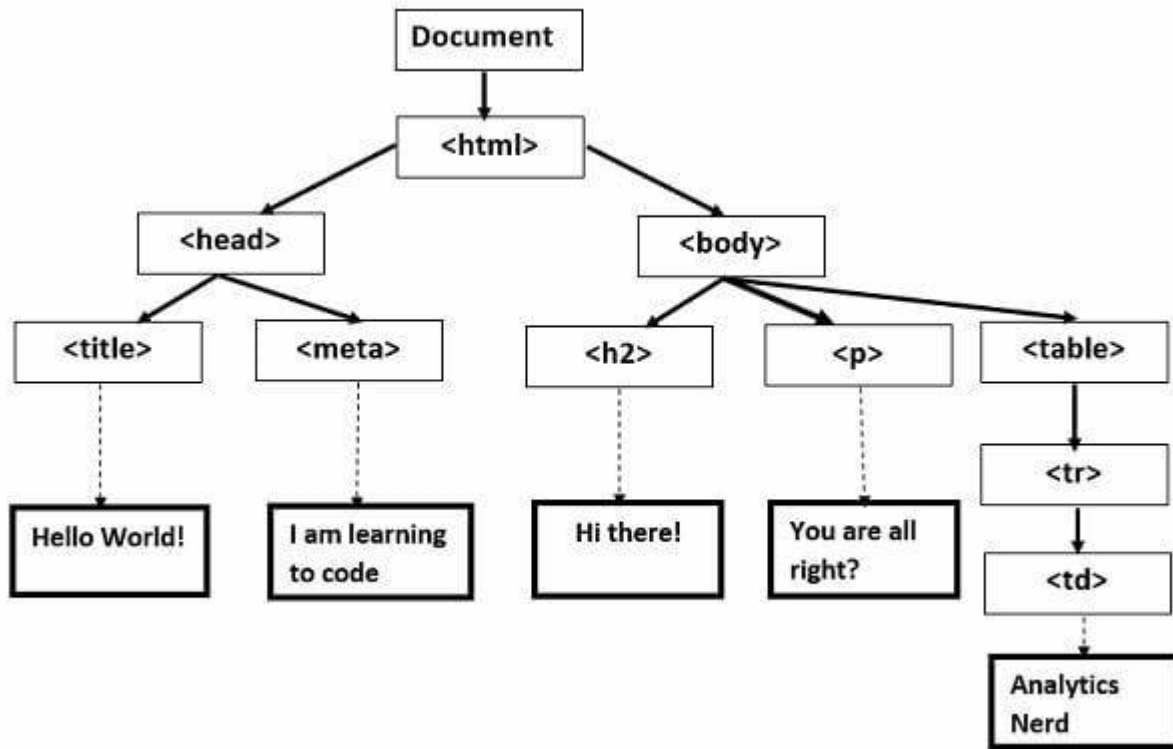 Document
<html>
<head>
<body>
<title>
<meta>
<h2>
<p>
<table>
<tr>
Hello World!
I am learning
to code
Hi there!
You are all
right?
<td>
Analytics
Nerd